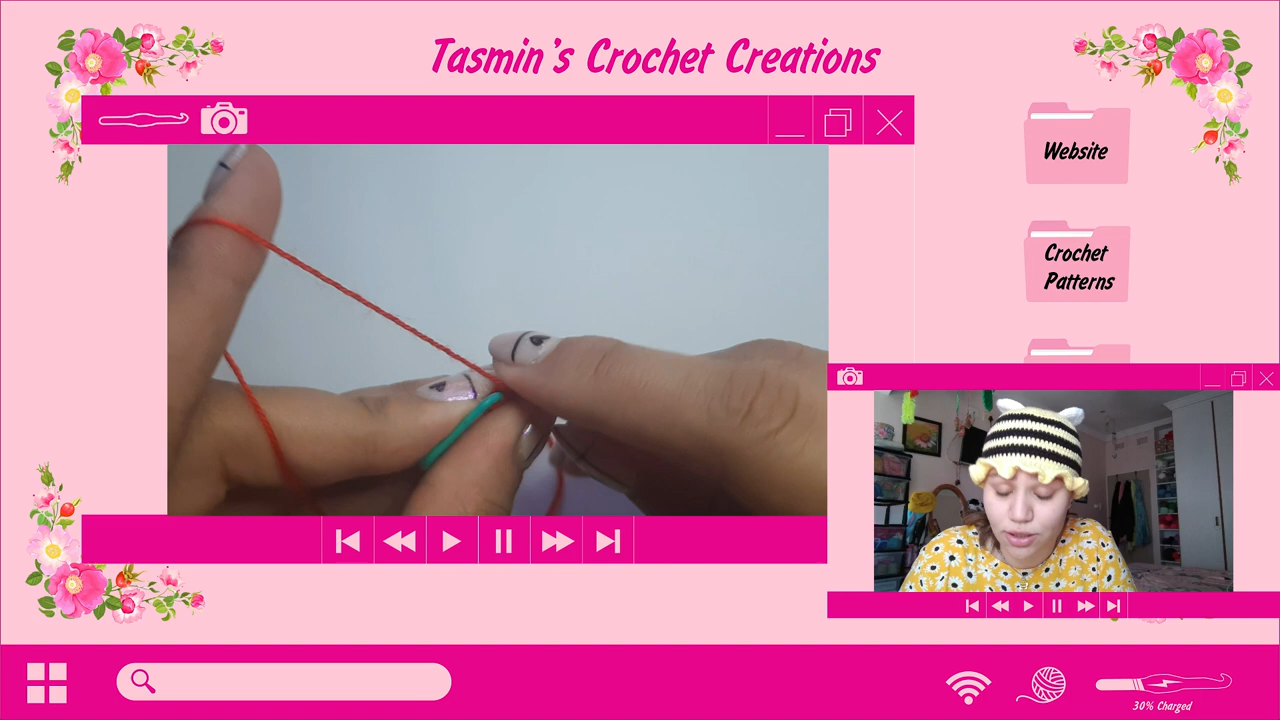 Tasmin's Crochet Creations
Website
Crochet
Patterns
30% Charged